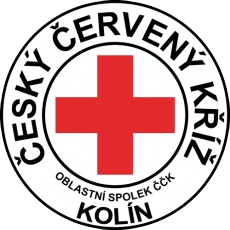 ČESKÝ ČERVENÝ KŘÍŽ
OBLASTNÍ SPOLEK ČČK
KOLÍN